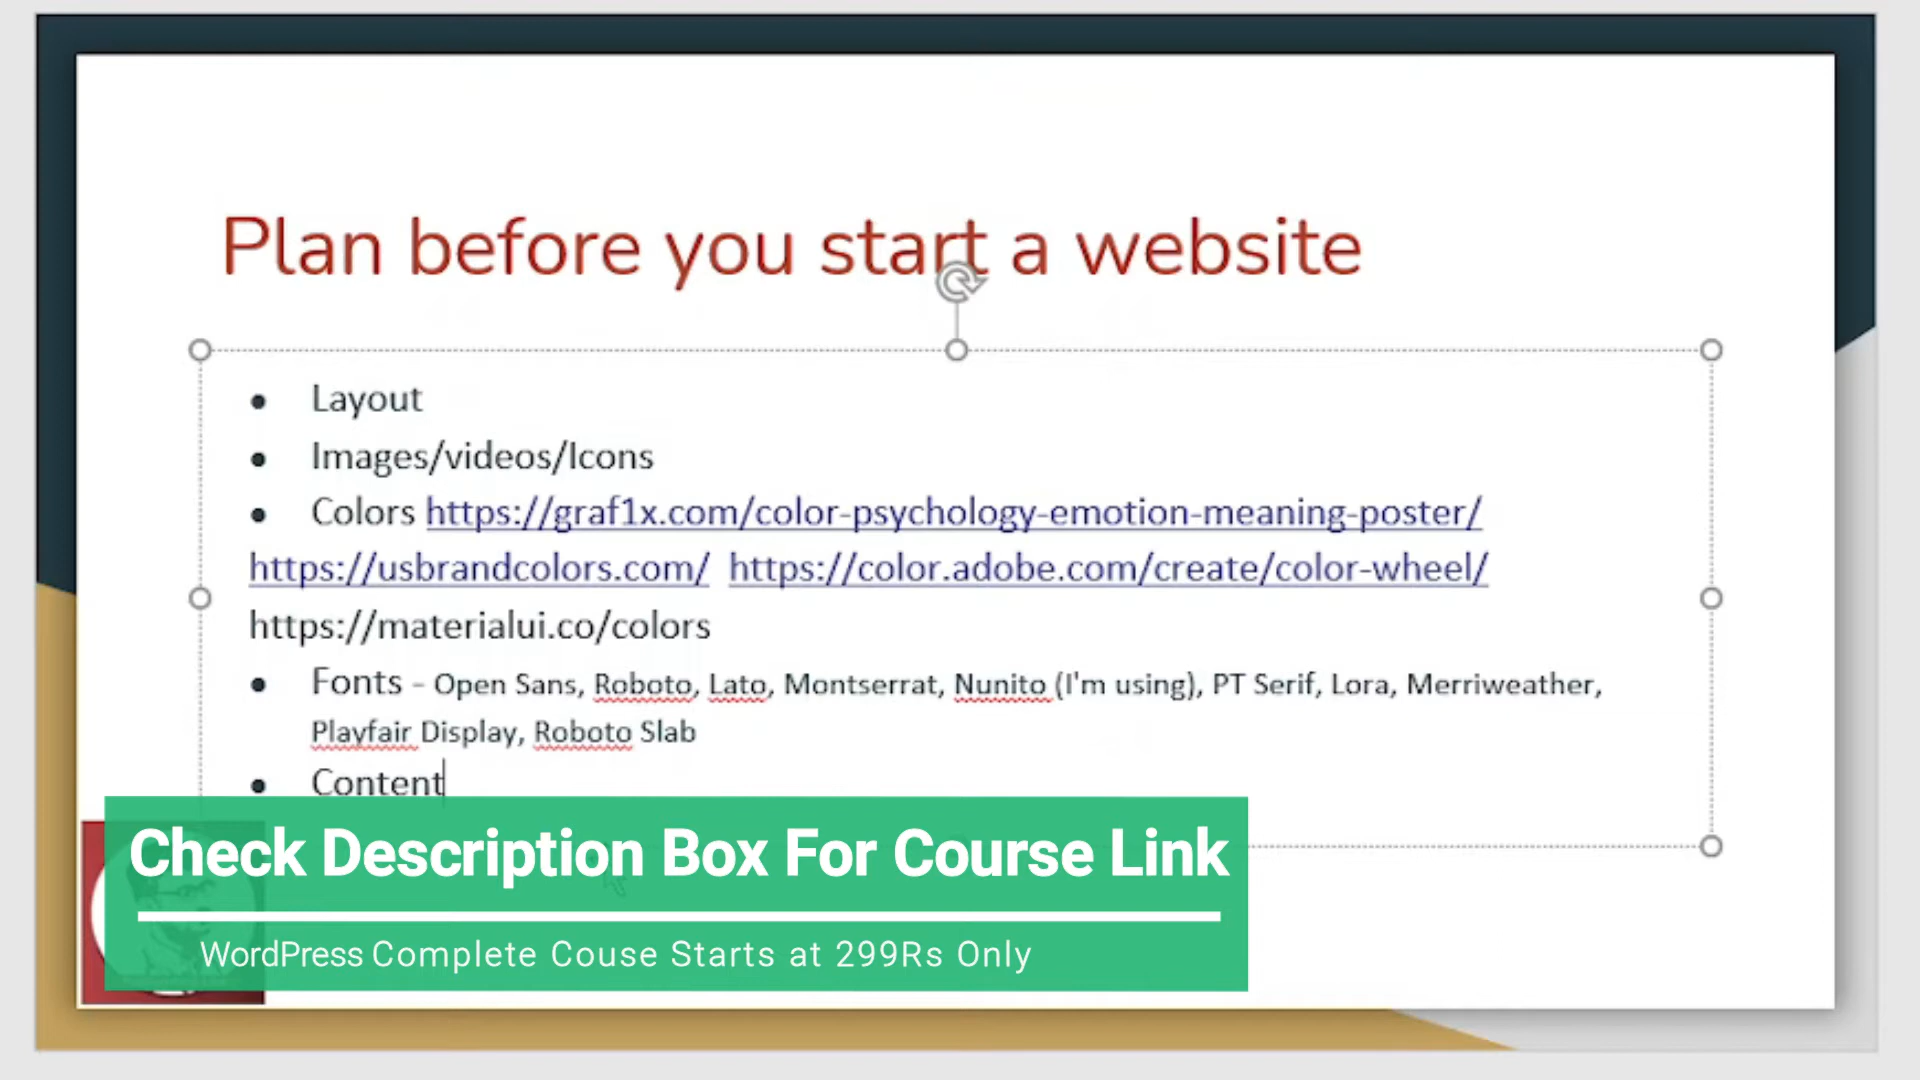 Plan before you start a website
• Layout
• Images/videos/Icons
• Colors https://graf1x.com/color-psychology-emotion-meaning-poster/
https://usbrandcolors.com/ https://color.adobe.com/create/color-wheel/
https://materialui.co/colors
• Fonts – Open Sans, Roboto, Lato, Montserrat, Nunito (I'm using), PT Serif, Lora, Merriweather,
Playfair Display, Roboto Slab
• Content
Check Description Box For Course Link
WordPress Complete Couse Starts at 299Rs Only